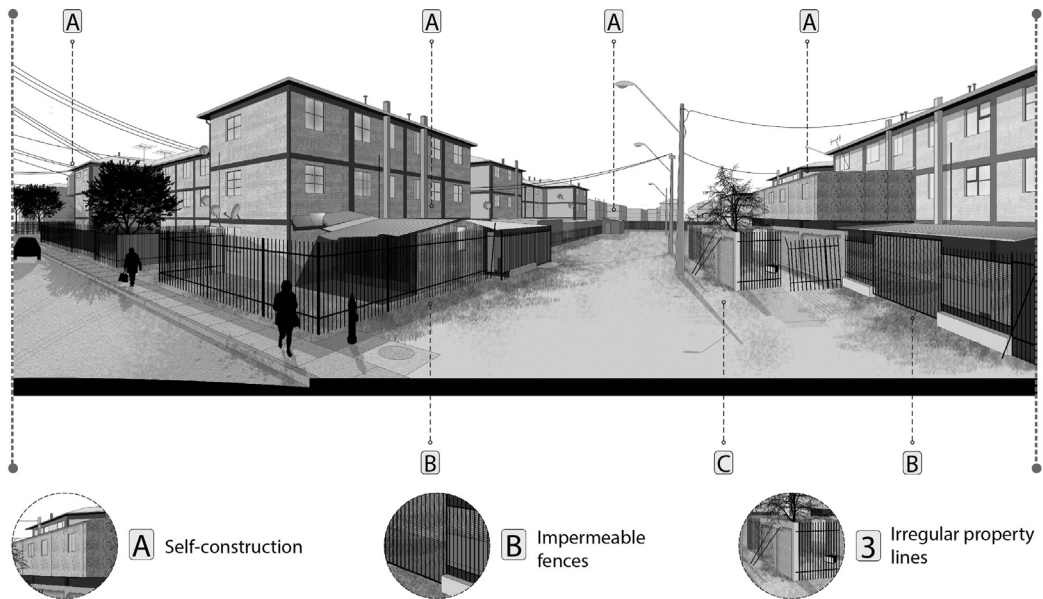 A A A A
B C B
A Self-construction
B Impermeable
fences
3 Irregular property
lines